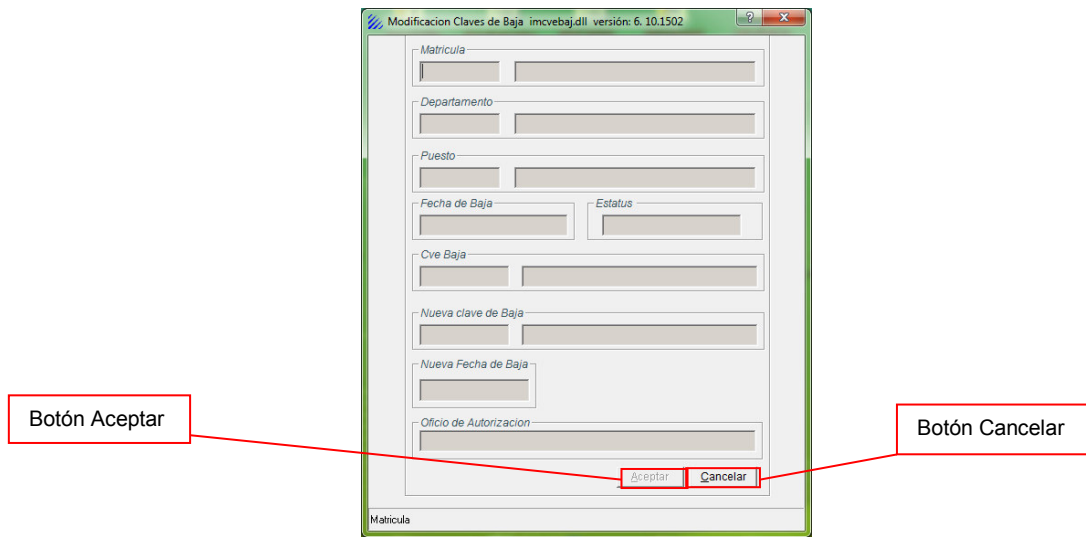 Modificacion Claves de Baja imcvebaj.dll versión: 6. 10.1502
Matricula
Departamento
Puesto
Fecha de Baja Estatus
Cve Baja
Nueva clave de Baja
Nueva Fecha de Baja
Botón Aceptar
Oficio de Autorizacion
Botón Cancelar
Aceptar Cancelar
Matricula